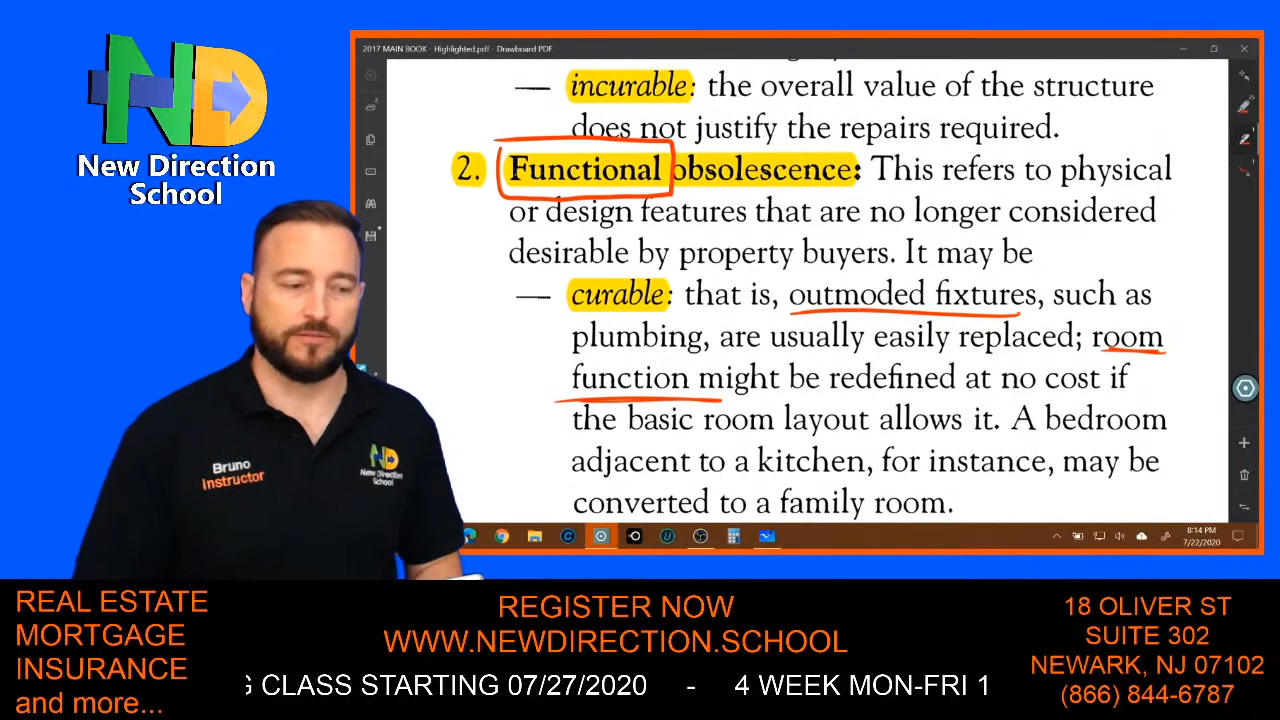 New Direction
School
2017 MAIN BOOK - Highlighted.pdf - Drawboard PDF
— incurable: the overall value of the structure
does not justify the repairs required.
2. Functional obsolescence: This refers to physical
or design features that are no longer considered
desirable by property buyers. It may be
— curable: that is, outmoded fixtures, such as
plumbing, are usually easily replaced; room
function might be redefined at no cost if
the basic room layout allows it. A bedroom
adjacent to a kitchen, for instance, may be
converted to a family room.
8:14 PM
7/22/2020
Bruno
Instructor
New Direction
School
REAL ESTATE
MORTGAGE
INSURANCE
and more...
REGISTER NOW
WWW.NEWDIRECTION.SCHOOL
G CLASS STARTING 07/27/2020 - 4 WEEK MON-FRI 1
18 OLIVER ST
SUITE 302
NEWARK, NJ 07102
(866) 844-6787